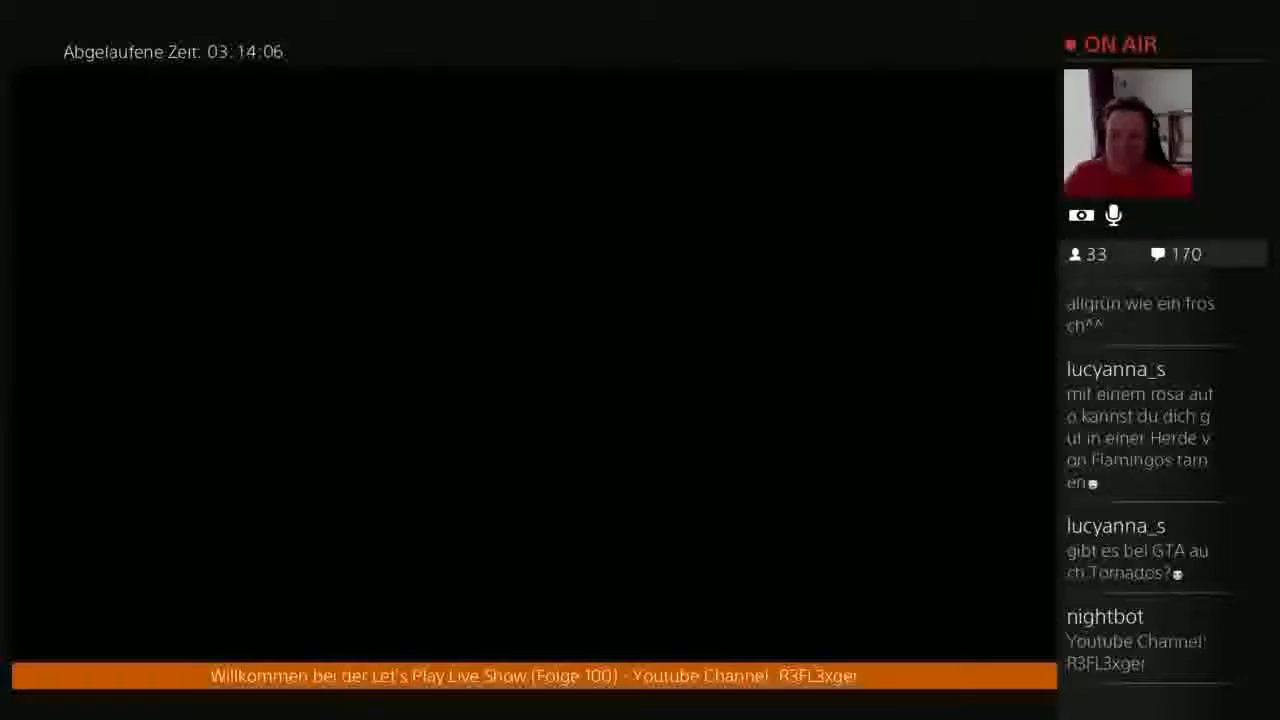 Abgelaufene Zeit: 03:14:06
ON AIR
33 170
allgrün wie ein fros
ch^^
lucyanna_s
mit einem rosa aut
o kannst du dich g
ut in einer Herde v
on Flamingos tarn
en
lucyanna_s
gibt es bei GTA au
ch Tornados?
nightbot
Youtube Channel:
R3FL3xger
Willkommen bei der Let's Play Live Show (Folge 100) - Youtube Channel: R3FL3xger